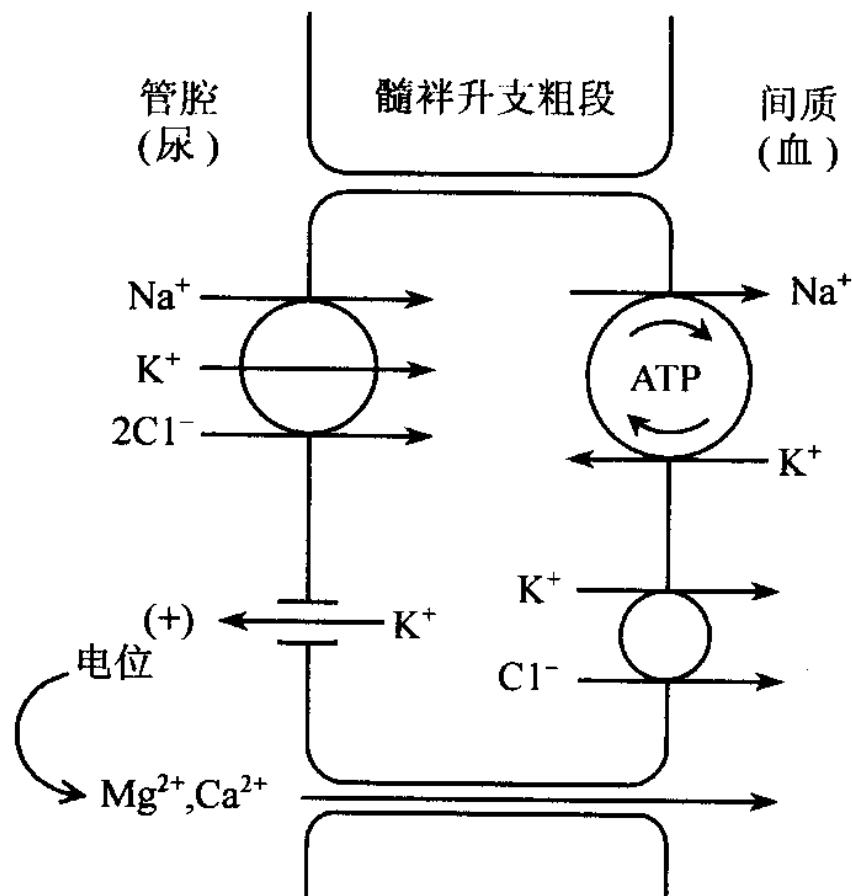 管腔
(尿)
髓袢升支粗段
间质
(血)
Na⁺
K⁺
2Cl⁻
Na⁺
ATP
K⁺
(+)
K⁺
电位
K⁺
Cl⁻
Mg²⁺,Ca²⁺